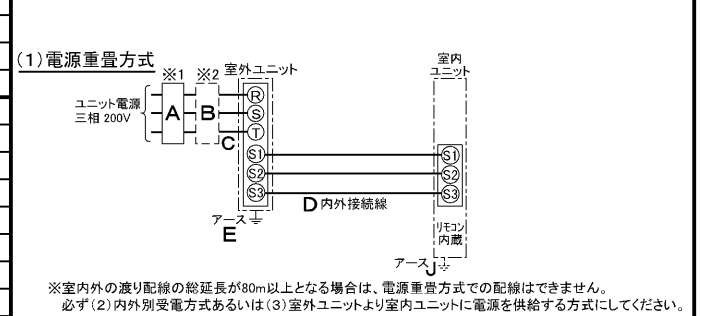 (1)電源重畳方式
※1 ※2 室外ユニット
室内
ユニット
ユニット電源
三相 200V
A
B
C
R
S
T
S1
S2
S3
S1
S2
S3
D 内外接続線
アース
E
リモコン
内蔵
アース
J
※室内外の渡り配線の総延長が80m以上となる場合は、電源重畳方式での配線はできません。
必ず(2)内外別受電方式あるいは(3)室外ユニットより室内ユニットに電源を供給する方式にしてください。